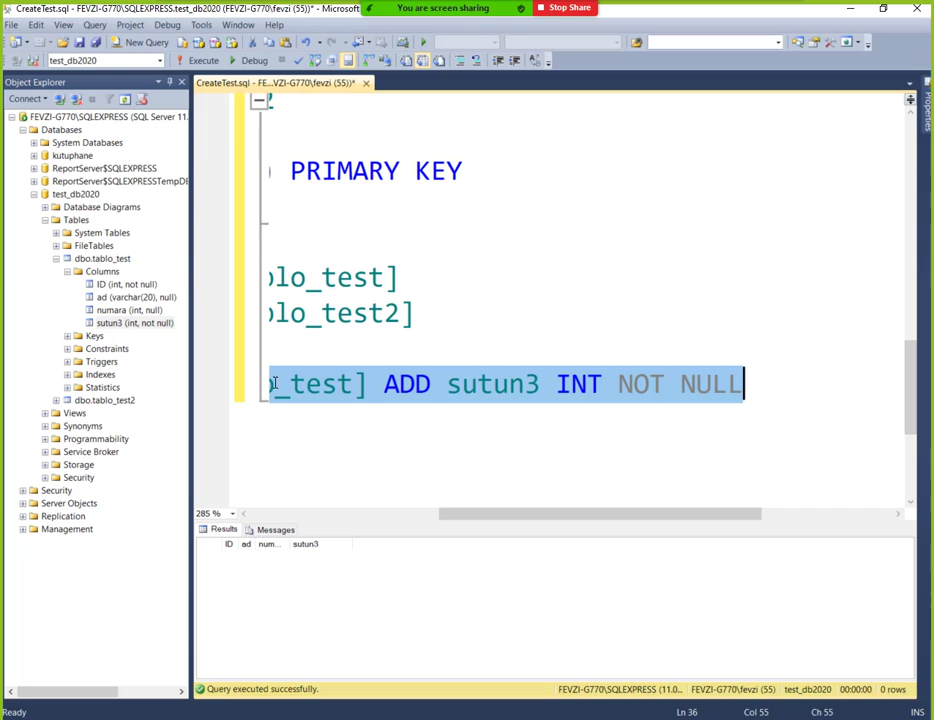 CreateTest.sql - FEVZI-G770\SQLEXPRESS.test_db2020 (FEVZI-G770\fevzi (55))* - Microsoft
You are screen sharing
Stop Share
File Edit View Query Project Debug Tools Window Help
New Query
test_db2020
Execute
Debug
Object Explorer
CreateTest.sql - FE...VZI-G770\fevzi (55))*
Properties
Connect
FEVZI-G770\SQLEXPRESS (SQL Server 11.
Databases
System Databases
kutuphane
ReportServer$SQLEXPRESS
ReportServer$SQLEXPRESSTempDB
test_db2020
Database Diagrams
Tables
System Tables
FileTables
dbo.tablo_test
Columns
ID (int, not null)
ad (varchar(20), null)
numara (int, null)
sutun3 (int, not null)
Keys
Constraints
Triggers
Indexes
Statistics
dbo.tablo_test2
Views
Synonyms
Programmability
Service Broker
Storage
Security
Security
Server Objects
Replication
Management
) PRIMARY KEY
olo_test]
olo_test2]
o_test] ADD sutun3 INT NOT NULL
285 %
Results Messages
ID ad num... sutun3
Query executed successfully.
FEVZI-G770\SQLEXPRESS (11.0... FEVZI-G770\fevzi (55) test_db2020 00:00:00 0 rows
Ready
Ln 36 Col 55 Ch 55 INS